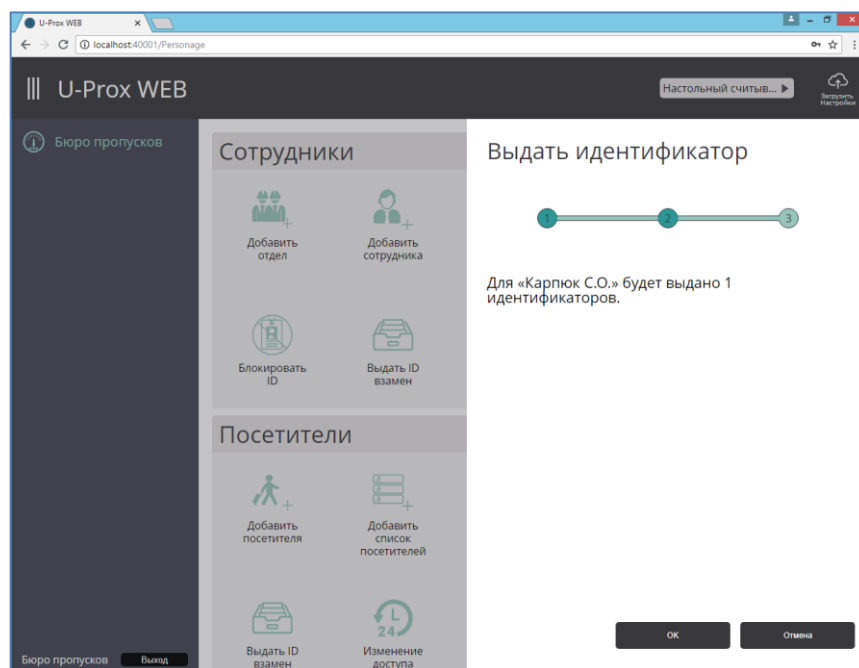 U-Prox WEB
localhost:40001/Personage
U-Prox WEB
Настольный считыв...
Загрузить
Настройки
Бюро пропусков
Сотрудники
Добавить
отдел
Добавить
сотрудника
Блокировать
ID
Выдать ID
взамен
Посетители
Добавить
посетителя
Добавить
список
посетителей
24
Выдать ID
взамен
Изменение
доступа
Выдать идентификатор
1
2
3
Для «Карпюк С.О.» будет выдано 1
идентификаторов.
OK
Отмена
Бюро пропусков
Выход